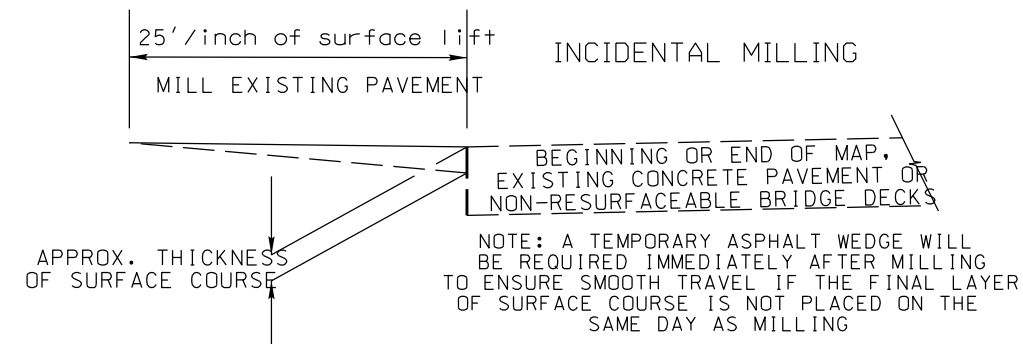 25'/inch of surface lift
INCIDENTAL MILLING
MILL EXISTING PAVEMENT
BEGINNING OR END OF MAP,
EXISTING CONCRETE PAVEMENT OR
NON-RESURFACEABLE BRIDGE DECKS
APPROX. THICKNESS
OF SURFACE COURSE
NOTE: A TEMPORARY ASPHALT WEDGE WILL
BE REQUIRED IMMEDIATELY AFTER MILLING
TO ENSURE SMOOTH TRAVEL IF THE FINAL LAYER
OF SURFACE COURSE IS NOT PLACED ON THE
SAME DAY AS MILLING